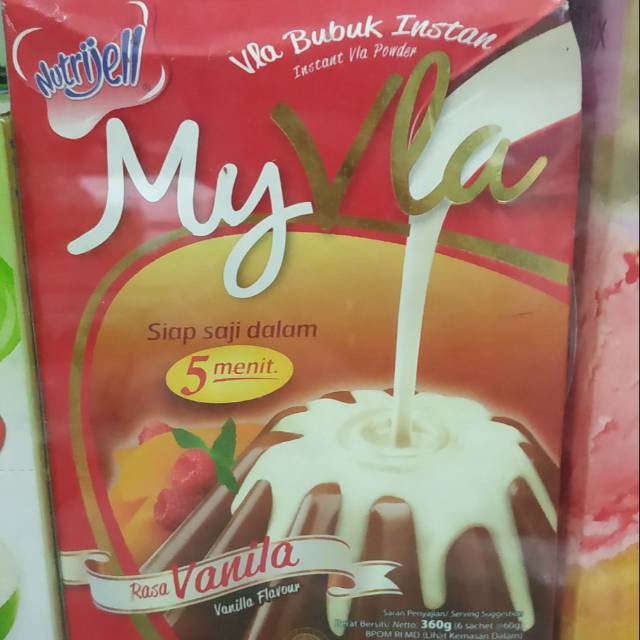 Nutrijell
Vla Bubuk Instan
Instant Vla Powder
My Vla
Siap saji dalam
5 menit.
Rasa Vanila
Vanilla Flavour
Saran Penyajian/ Serving Suggestion
Berat Bersih/ Netto: 360g (6 sachet @60g)
BPOM RI MD (Lihat Kemasan Dalam)